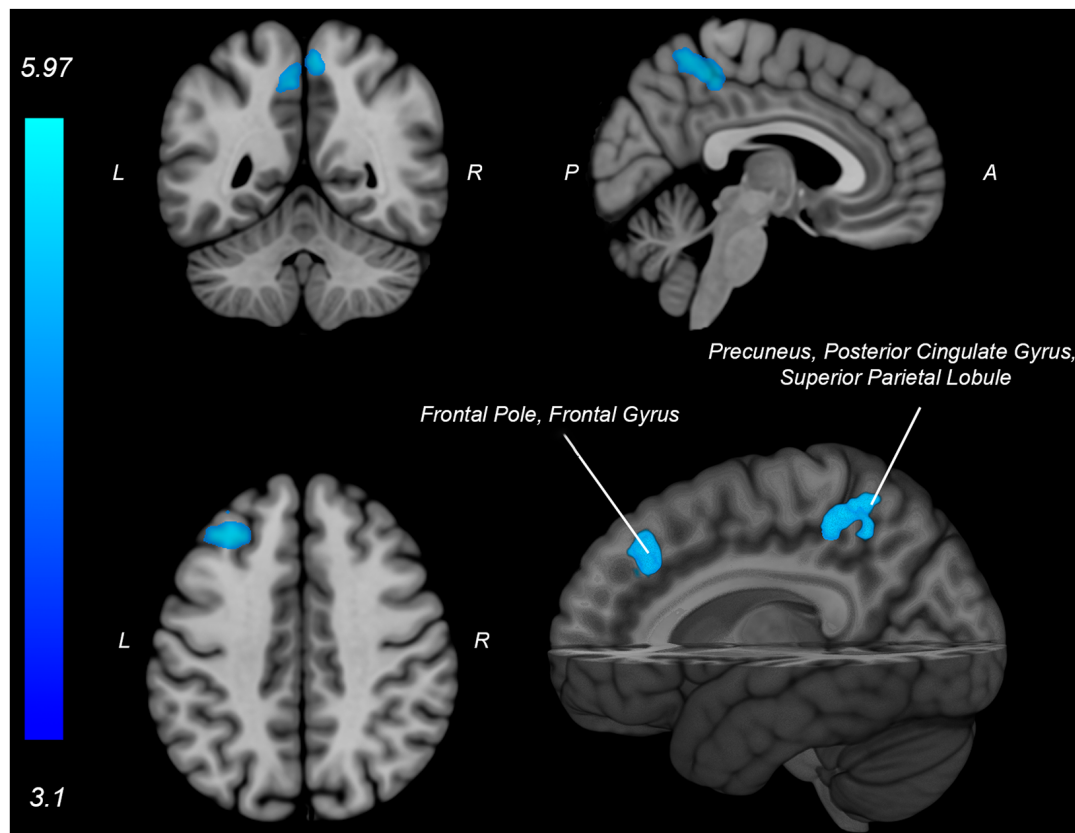 5.97
L
R
P
A
Precuneus, Posterior Cingulate Gyrus,
Superior Parietal Lobule
Frontal Pole, Frontal Gyrus
L
R
3.1